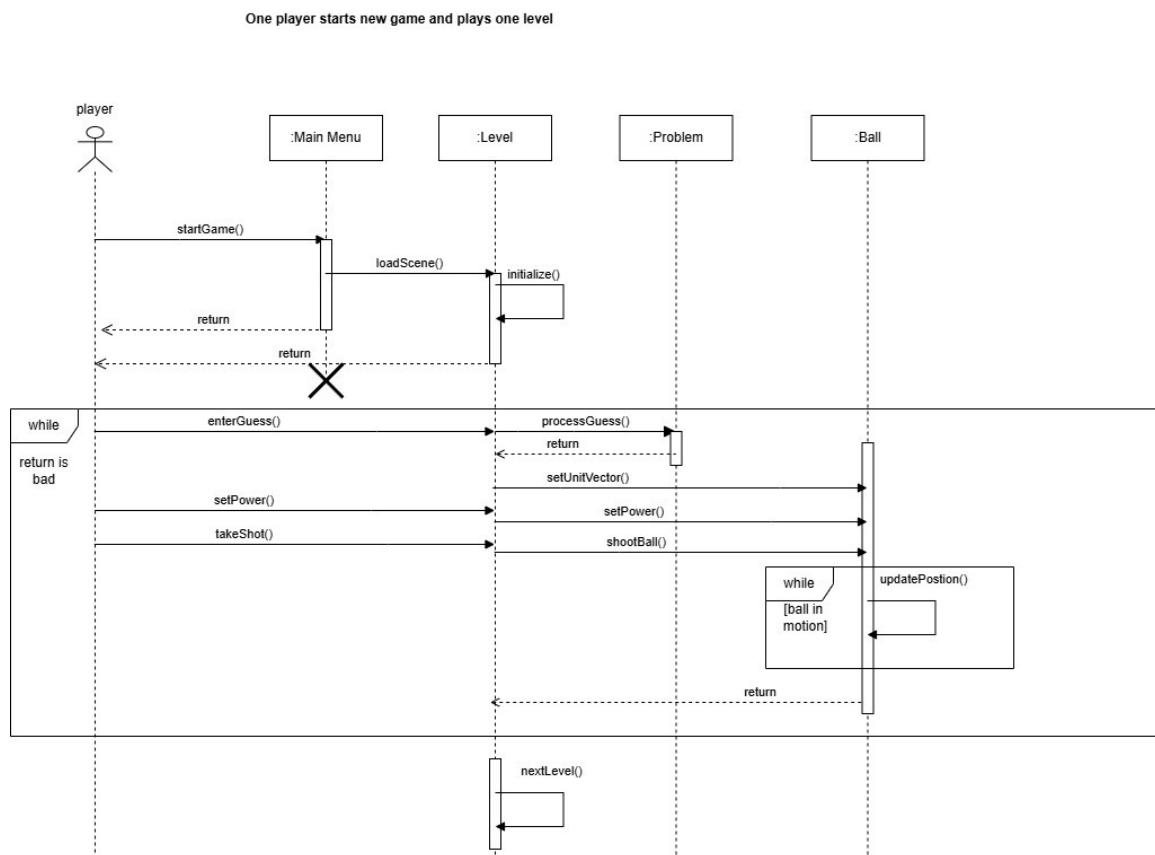 One player starts new game and plays one level
player
:Main Menu
:Level
:Problem
:Ball
startGame()
loadScene()
initialize()
return
return
while
enterGuess()
processGuess()
return is
bad
return
setUnitVector()
setPower()
setPower()
takeShot()
shootBall()
while
updatePostion()
[ball in
motion]
return
nextLevel()